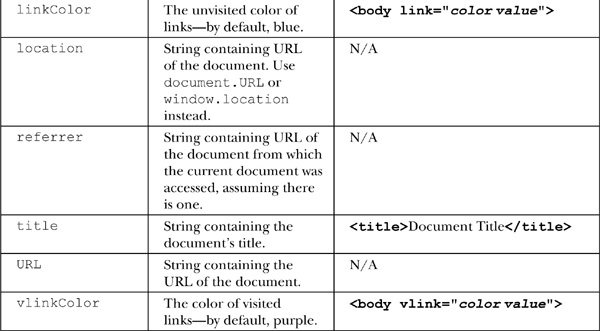 linkColor The unvisited color of <body link="color value">
links—by default, blue.
location String containing URL N/A
of the document. Use
document.URL or
window.location
instead.
referrer String containing URL of N/A
the document from which
the current document was
accessed, assuming there
is one.
title String containing the <title>Document Title</title>
document's title.
URL String containing the N/A
URL of the document.
vlinkColor The color of visited <body vlink="color value">
links—by default, purple.